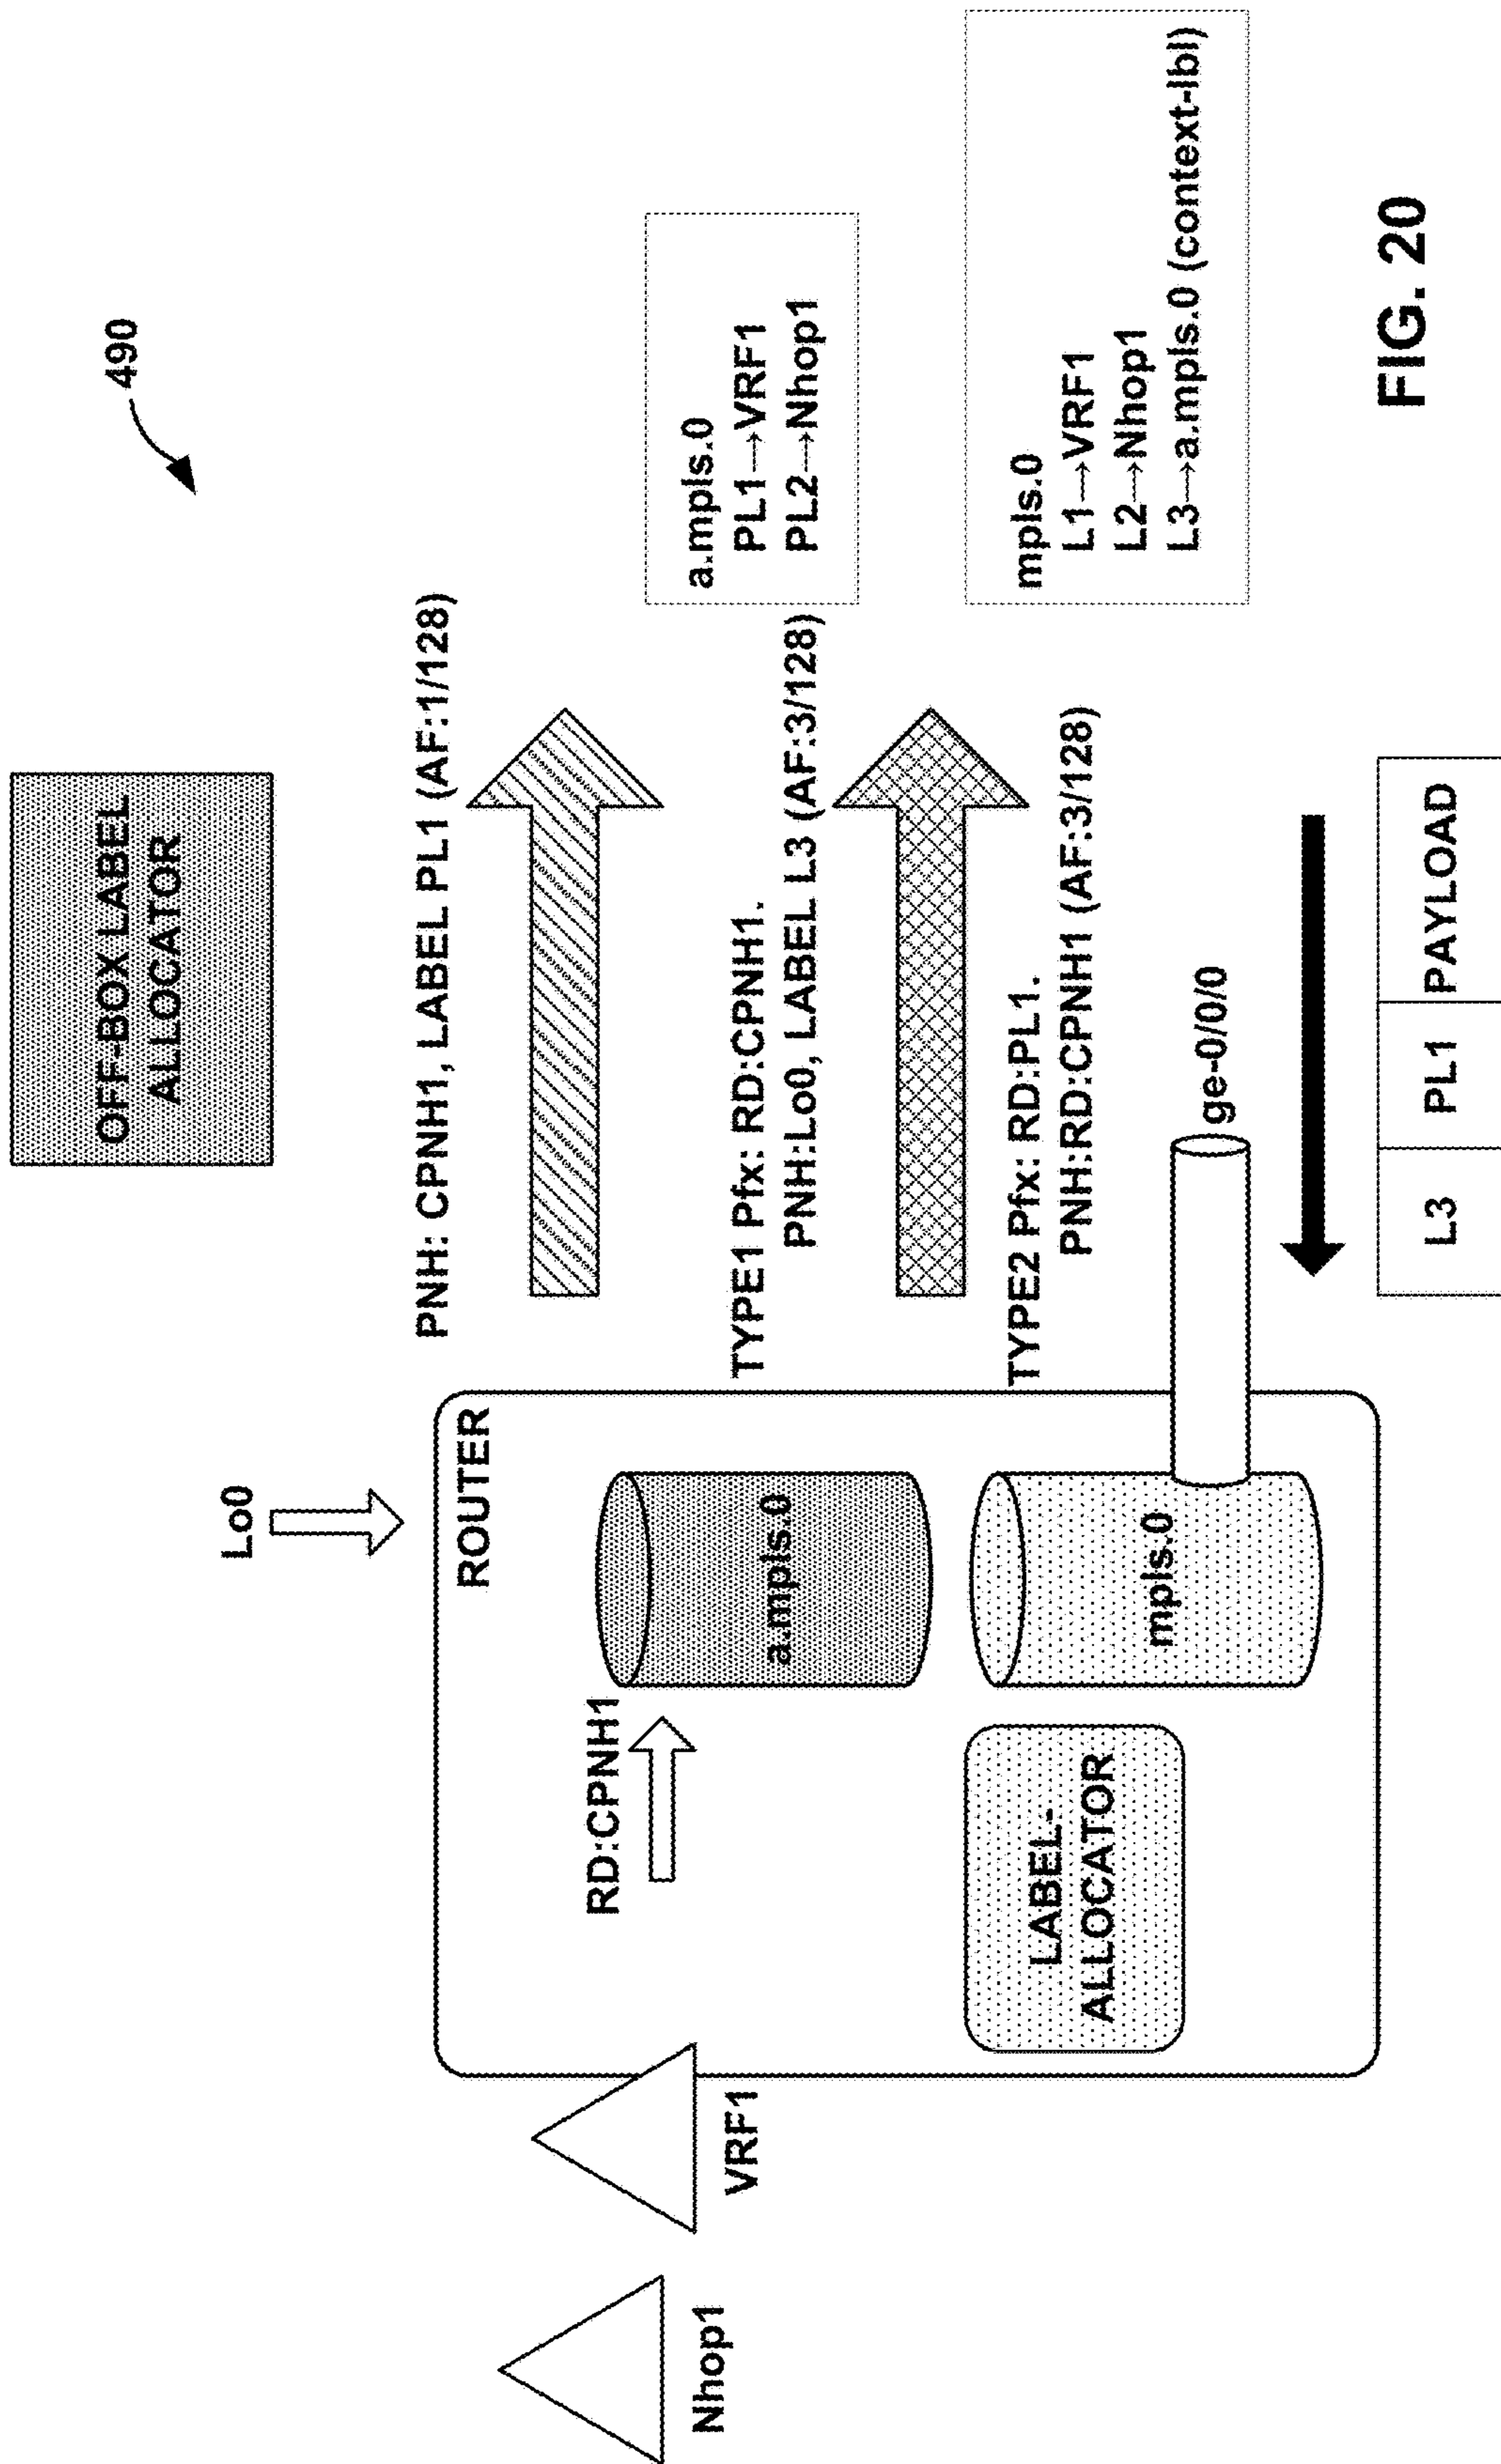 490
OFF-BOX LABEL
ALLOCATOR
Lo0
PNH: CPNH1, LABEL PL1 (AF:1/128)
ROUTER
RD:CPNH1
a.mpls.0
TYPE1 Pfx: RD:CPNH1.
PNH:Lo0, LABEL L3 (AF:3/128)
a.mpls.0
PL1→VRF1
PL2→Nhop1
Nhop1
VRF1
LABEL-
ALLOCATOR
mpls.0
TYPE2 Pfx: RD:PL1.
PNH:RD:CPNH1 (AF:3/128)
ge-0/0/0
mpls.0
L1→VRF1
L2→Nhop1
L3→a.mpls.0 (context-lbl)
L3 PL1 PAYLOAD
FIG. 20